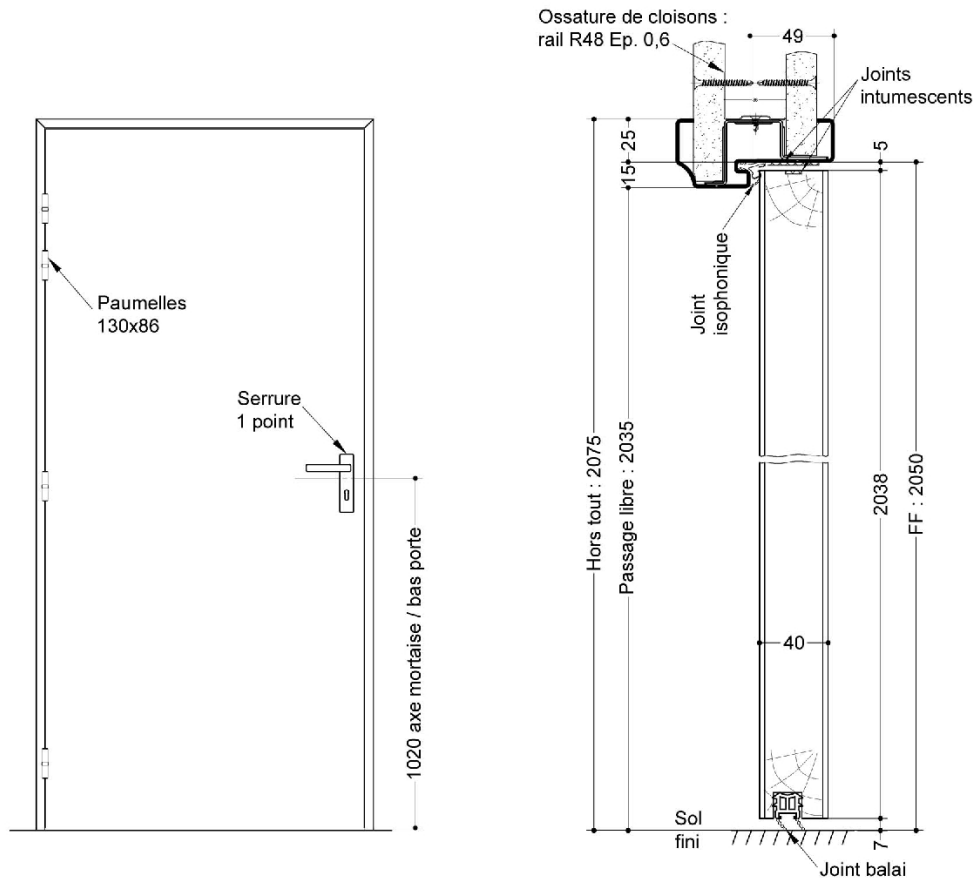 Ossature de cloisons :
rail R48 Ep. 0,6
49
Joints
intumescents
25
15
5
Joint
isophonique
Paumelles
130x86
Serrure
1 point
1020 axe mortaise / bas porte
Hors tout : 2075
Passage libre : 2035
2038
FF : 2050
40
Sol
fini
7
Joint balai